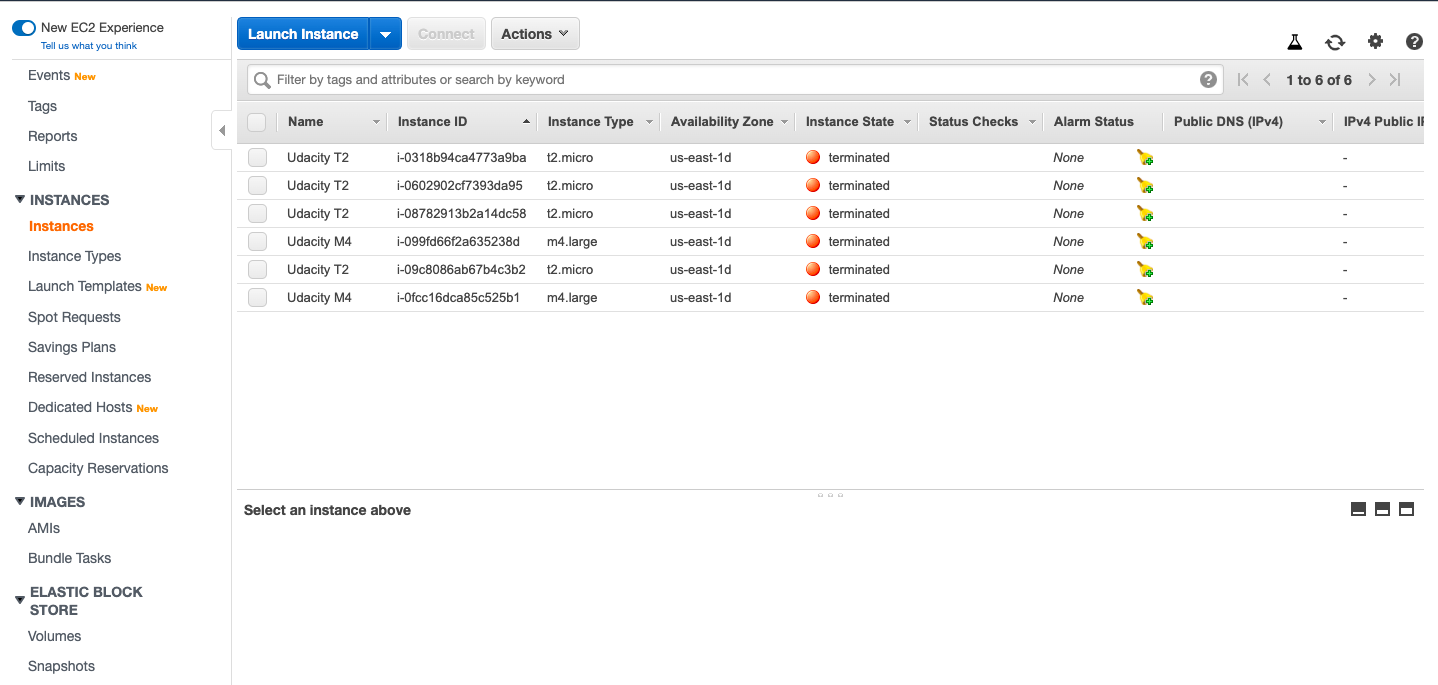 New EC2 Experience
Tell us what you think
Events New
Tags
Reports
Limits
INSTANCES
Instances
Instance Types
Launch Templates New
Spot Requests
Savings Plans
Reserved Instances
Dedicated Hosts New
Scheduled Instances
Capacity Reservations
IMAGES
AMIs
Bundle Tasks
ELASTIC BLOCK
STORE
Volumes
Snapshots
Launch Instance Connect Actions
Filter by tags and attributes or search by keyword 1 to 6 of 6
Name Instance ID Instance Type Availability Zone Instance State Status Checks Alarm Status Public DNS (IPv4) IPv4 Public IP
Udacity T2 i-0318b94ca4773a9ba t2.micro us-east-1d terminated None -
Udacity T2 i-0602902cf7393da95 t2.micro us-east-1d terminated None -
Udacity T2 i-08782913b2a14dc58 t2.micro us-east-1d terminated None -
Udacity M4 i-099fd66f2a635238d m4.large us-east-1d terminated None -
Udacity T2 i-09c8086ab67b4c3b2 t2.micro us-east-1d terminated None -
Udacity M4 i-0fcc16dca85c525b1 m4.large us-east-1d terminated None -
Select an instance above